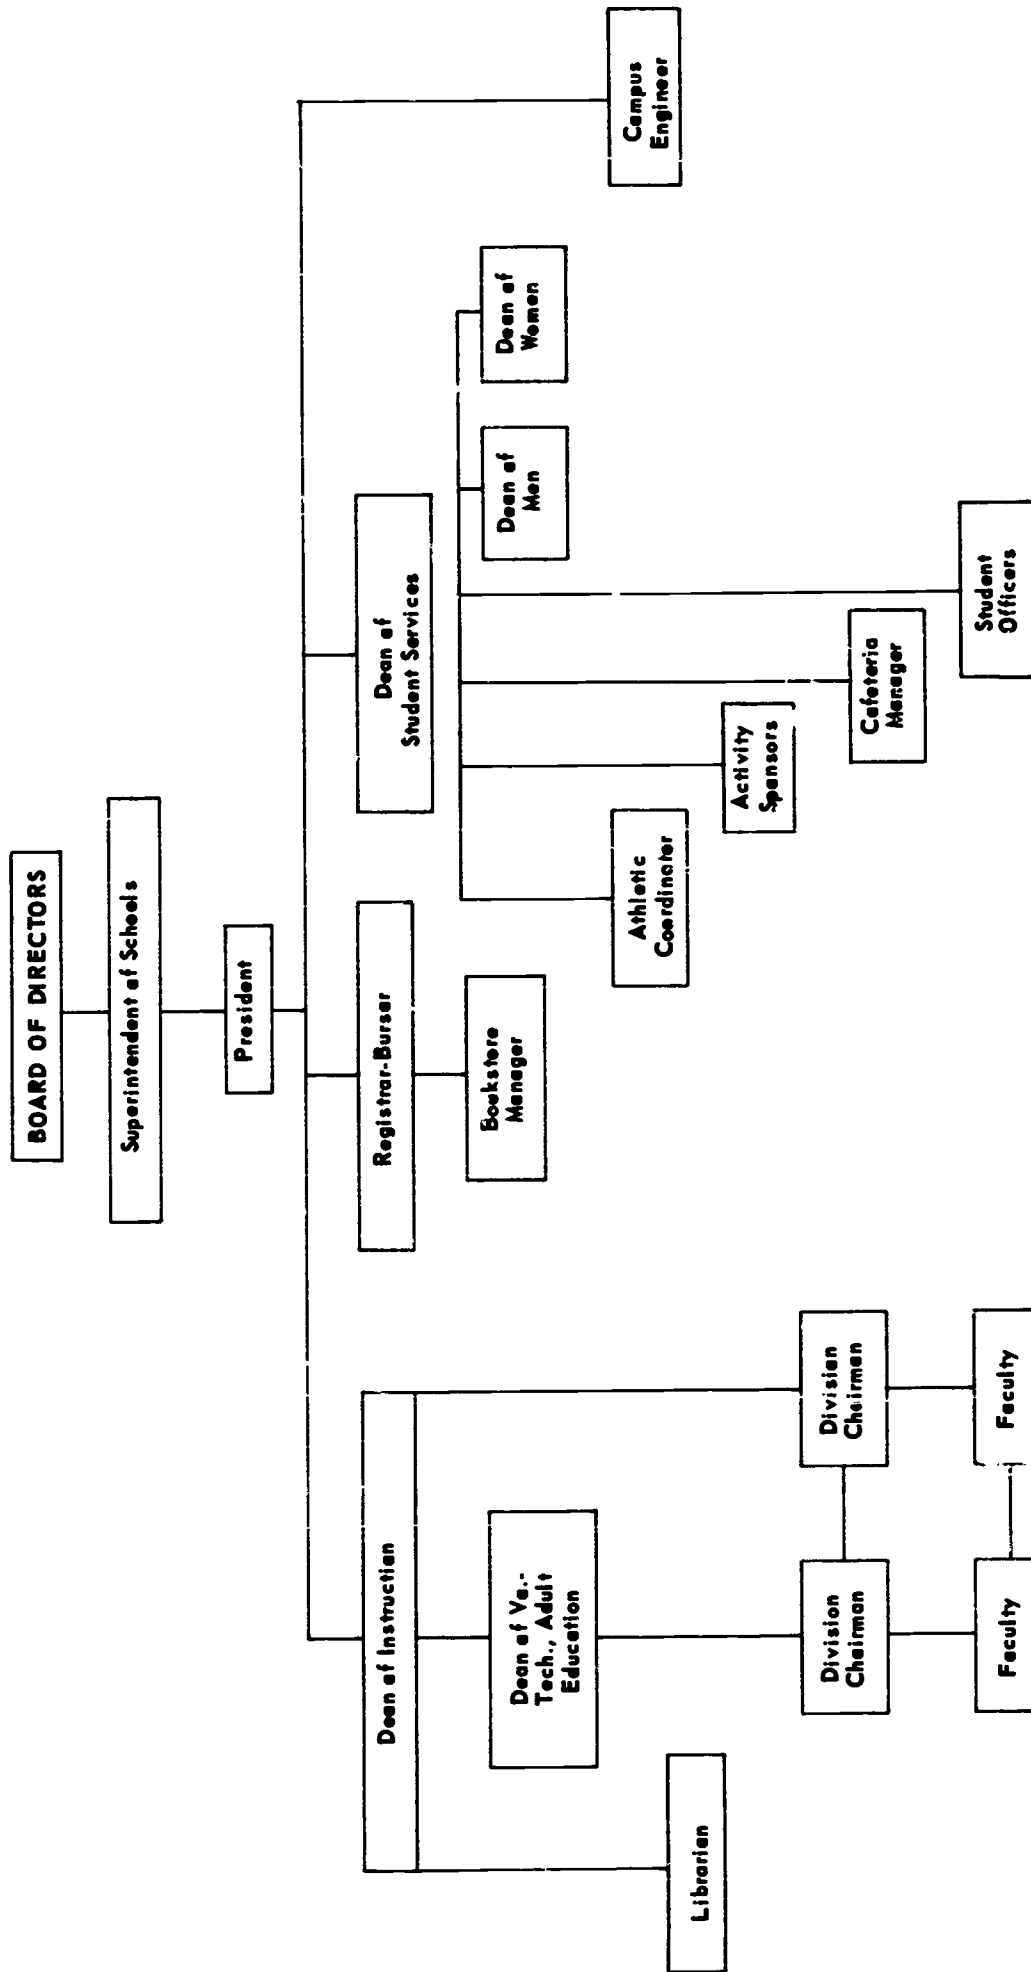 BOARD OF DIRECTORS
Superintendent of Schools
President
Dean of Instruction
Registrar-Bursar
Dean of
Student Services
Campus
Engineer
Dean of Vo.-
Tech., Adult
Education
Bookstore
Manager
Dean of
Men
Dean of
Women
Librarian
Athletic
Coordinator
Activity
Sponsors
Division
Chairman
Division
Chairman
Cafeteria
Manager
Faculty
Faculty
Student
Officers